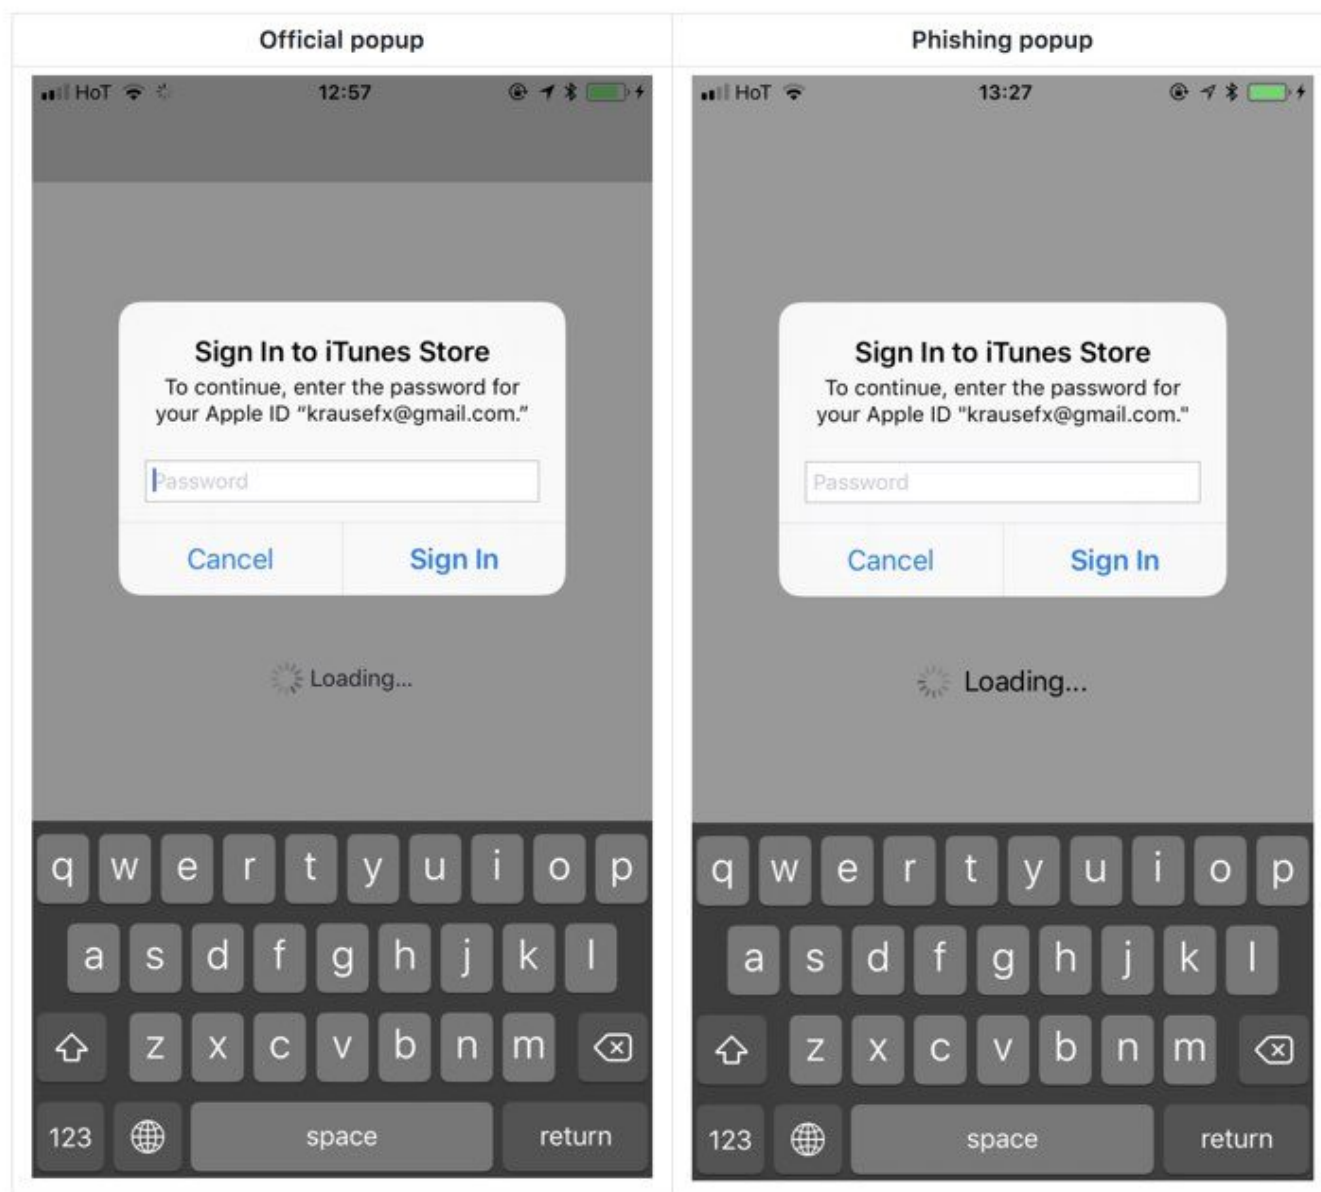 Official popup
HoT 12:57
Sign In to iTunes Store
To continue, enter the password for
your Apple ID “krausefx@gmail.com.”
Password
Cancel Sign In
Loading...
q w e r t y u i o p
a s d f g h j k l
z x c v b n m
123 space return
Phishing popup
HoT 13:27
Sign In to iTunes Store
To continue, enter the password for
your Apple ID "krausefx@gmail.com."
Password
Cancel Sign In
Loading...
q w e r t y u i o p
a s d f g h j k l
z x c v b n m
123 space return